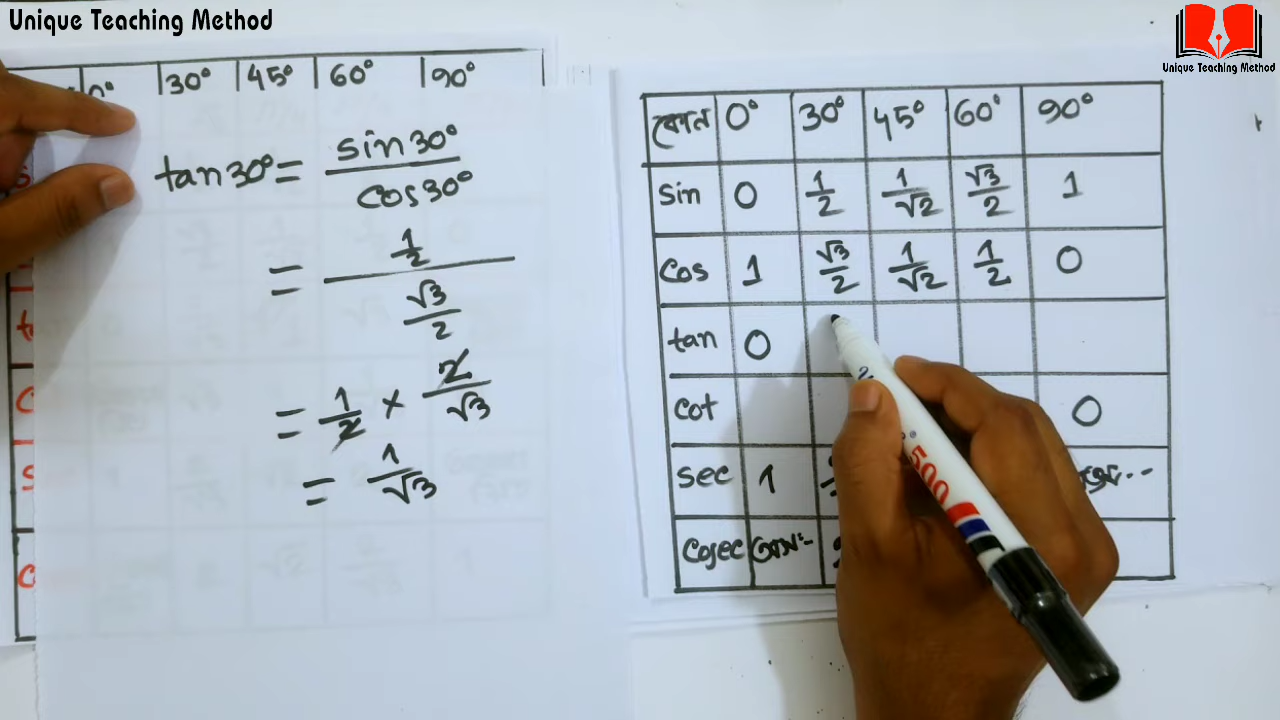 Unique Teaching Method
Unique Teaching Method
0° 30° 45° 60° 90°
tan30° = sin30° / cos30°
= 1/2 / √3/2
= 1/2 × 2/√3
= 1/√3
কোন 0° 30° 45° 60° 90°
sin 0 1/2 1/√2 √3/2 1
cos 1 √3/2 1/√2 1/2 0
tan 0
cot 0
sec 1
cosec
500